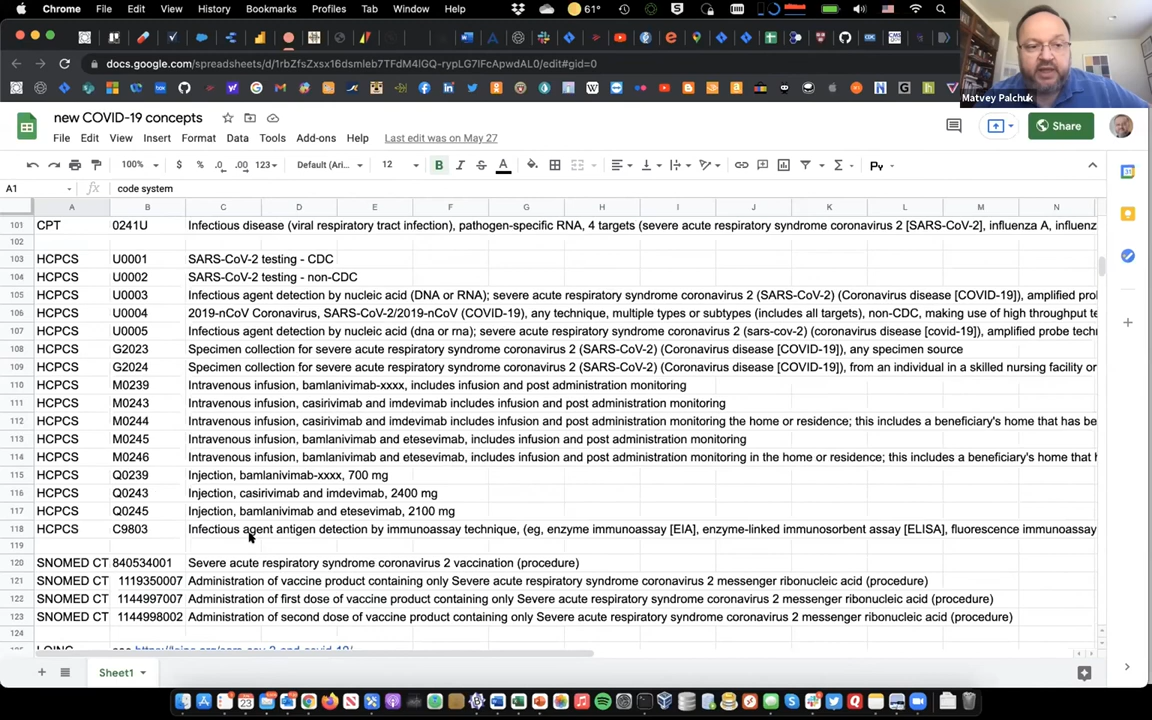 Chrome File Edit View History Bookmarks Profiles Tab Window Help 61°
docs.google.com/spreadsheets/d/1rbZfsZxsx16dsmleb7TFdM4IGQ-rypLG7IFcApwdAL0/edit#gid=0
Matvey Palchuk
new COVID-19 concepts
File Edit View Insert Format Data Tools Add-ons Help Last edit was on May 27
Share
100% $ % .0 .00 123 Default (Ari... 12 B I S A
A1 fx code system
A B C D E F G H I J K L M N
101 CPT 0241U Infectious disease (viral respiratory tract infection), pathogen-specific RNA, 4 targets (severe acute respiratory syndrome coronavirus 2 [SARS-CoV-2], influenza A, influenz
102
103 HCPCS U0001 SARS-CoV-2 testing - CDC
104 HCPCS U0002 SARS-CoV-2 testing - non-CDC
105 HCPCS U0003 Infectious agent detection by nucleic acid (DNA or RNA); severe acute respiratory syndrome coronavirus 2 (SARS-CoV-2) (Coronavirus disease [COVID-19]), amplified prol
106 HCPCS U0004 2019-nCoV Coronavirus, SARS-CoV-2/2019-nCoV (COVID-19), any technique, multiple types or subtypes (includes all targets), non-CDC, making use of high throughput te
107 HCPCS U0005 Infectious agent detection by nucleic acid (dna or rna); severe acute respiratory syndrome coronavirus 2 (sars-cov-2) (coronavirus disease [covid-19]), amplified probe techr
108 HCPCS G2023 Specimen collection for severe acute respiratory syndrome coronavirus 2 (SARS-CoV-2) (Coronavirus disease [COVID-19]), any specimen source
109 HCPCS G2024 Specimen collection for severe acute respiratory syndrome coronavirus 2 (SARS-CoV-2) (Coronavirus disease [COVID-19]), from an individual in a skilled nursing facility or
110 HCPCS M0239 Intravenous infusion, bamlanivimab-xxxx, includes infusion and post administration monitoring
111 HCPCS M0243 Intravenous infusion, casirivimab and imdevimab includes infusion and post administration monitoring
112 HCPCS M0244 Intravenous infusion, casirivimab and imdevimab includes infusion and post administration monitoring the home or residence; this includes a beneficiary's home that has be
113 HCPCS M0245 Intravenous infusion, bamlanivimab and etesevimab, includes infusion and post administration monitoring
114 HCPCS M0246 Intravenous infusion, bamlanivimab and etesevimab, includes infusion and post administration monitoring in the home or residence; this includes a beneficiary's home that h
115 HCPCS Q0239 Injection, bamlanivimab-xxxx, 700 mg
116 HCPCS Q0243 Injection, casirivimab and imdevimab, 2400 mg
117 HCPCS Q0245 Injection, bamlanivimab and etesevimab, 2100 mg
118 HCPCS C9803 Infectious agent antigen detection by immunoassay technique, (eg, enzyme immunoassay [EIA], enzyme-linked immunosorbent assay [ELISA], fluorescence immunoassay
119
120 SNOMED CT 840534001 Severe acute respiratory syndrome coronavirus 2 vaccination (procedure)
121 SNOMED CT 1119350007 Administration of vaccine product containing only Severe acute respiratory syndrome coronavirus 2 messenger ribonucleic acid (procedure)
122 SNOMED CT 1144997007 Administration of first dose of vaccine product containing only Severe acute respiratory syndrome coronavirus 2 messenger ribonucleic acid (procedure)
123 SNOMED CT 1144998002 Administration of second dose of vaccine product containing only Severe acute respiratory syndrome coronavirus 2 messenger ribonucleic acid (procedure)
124
Sheet1